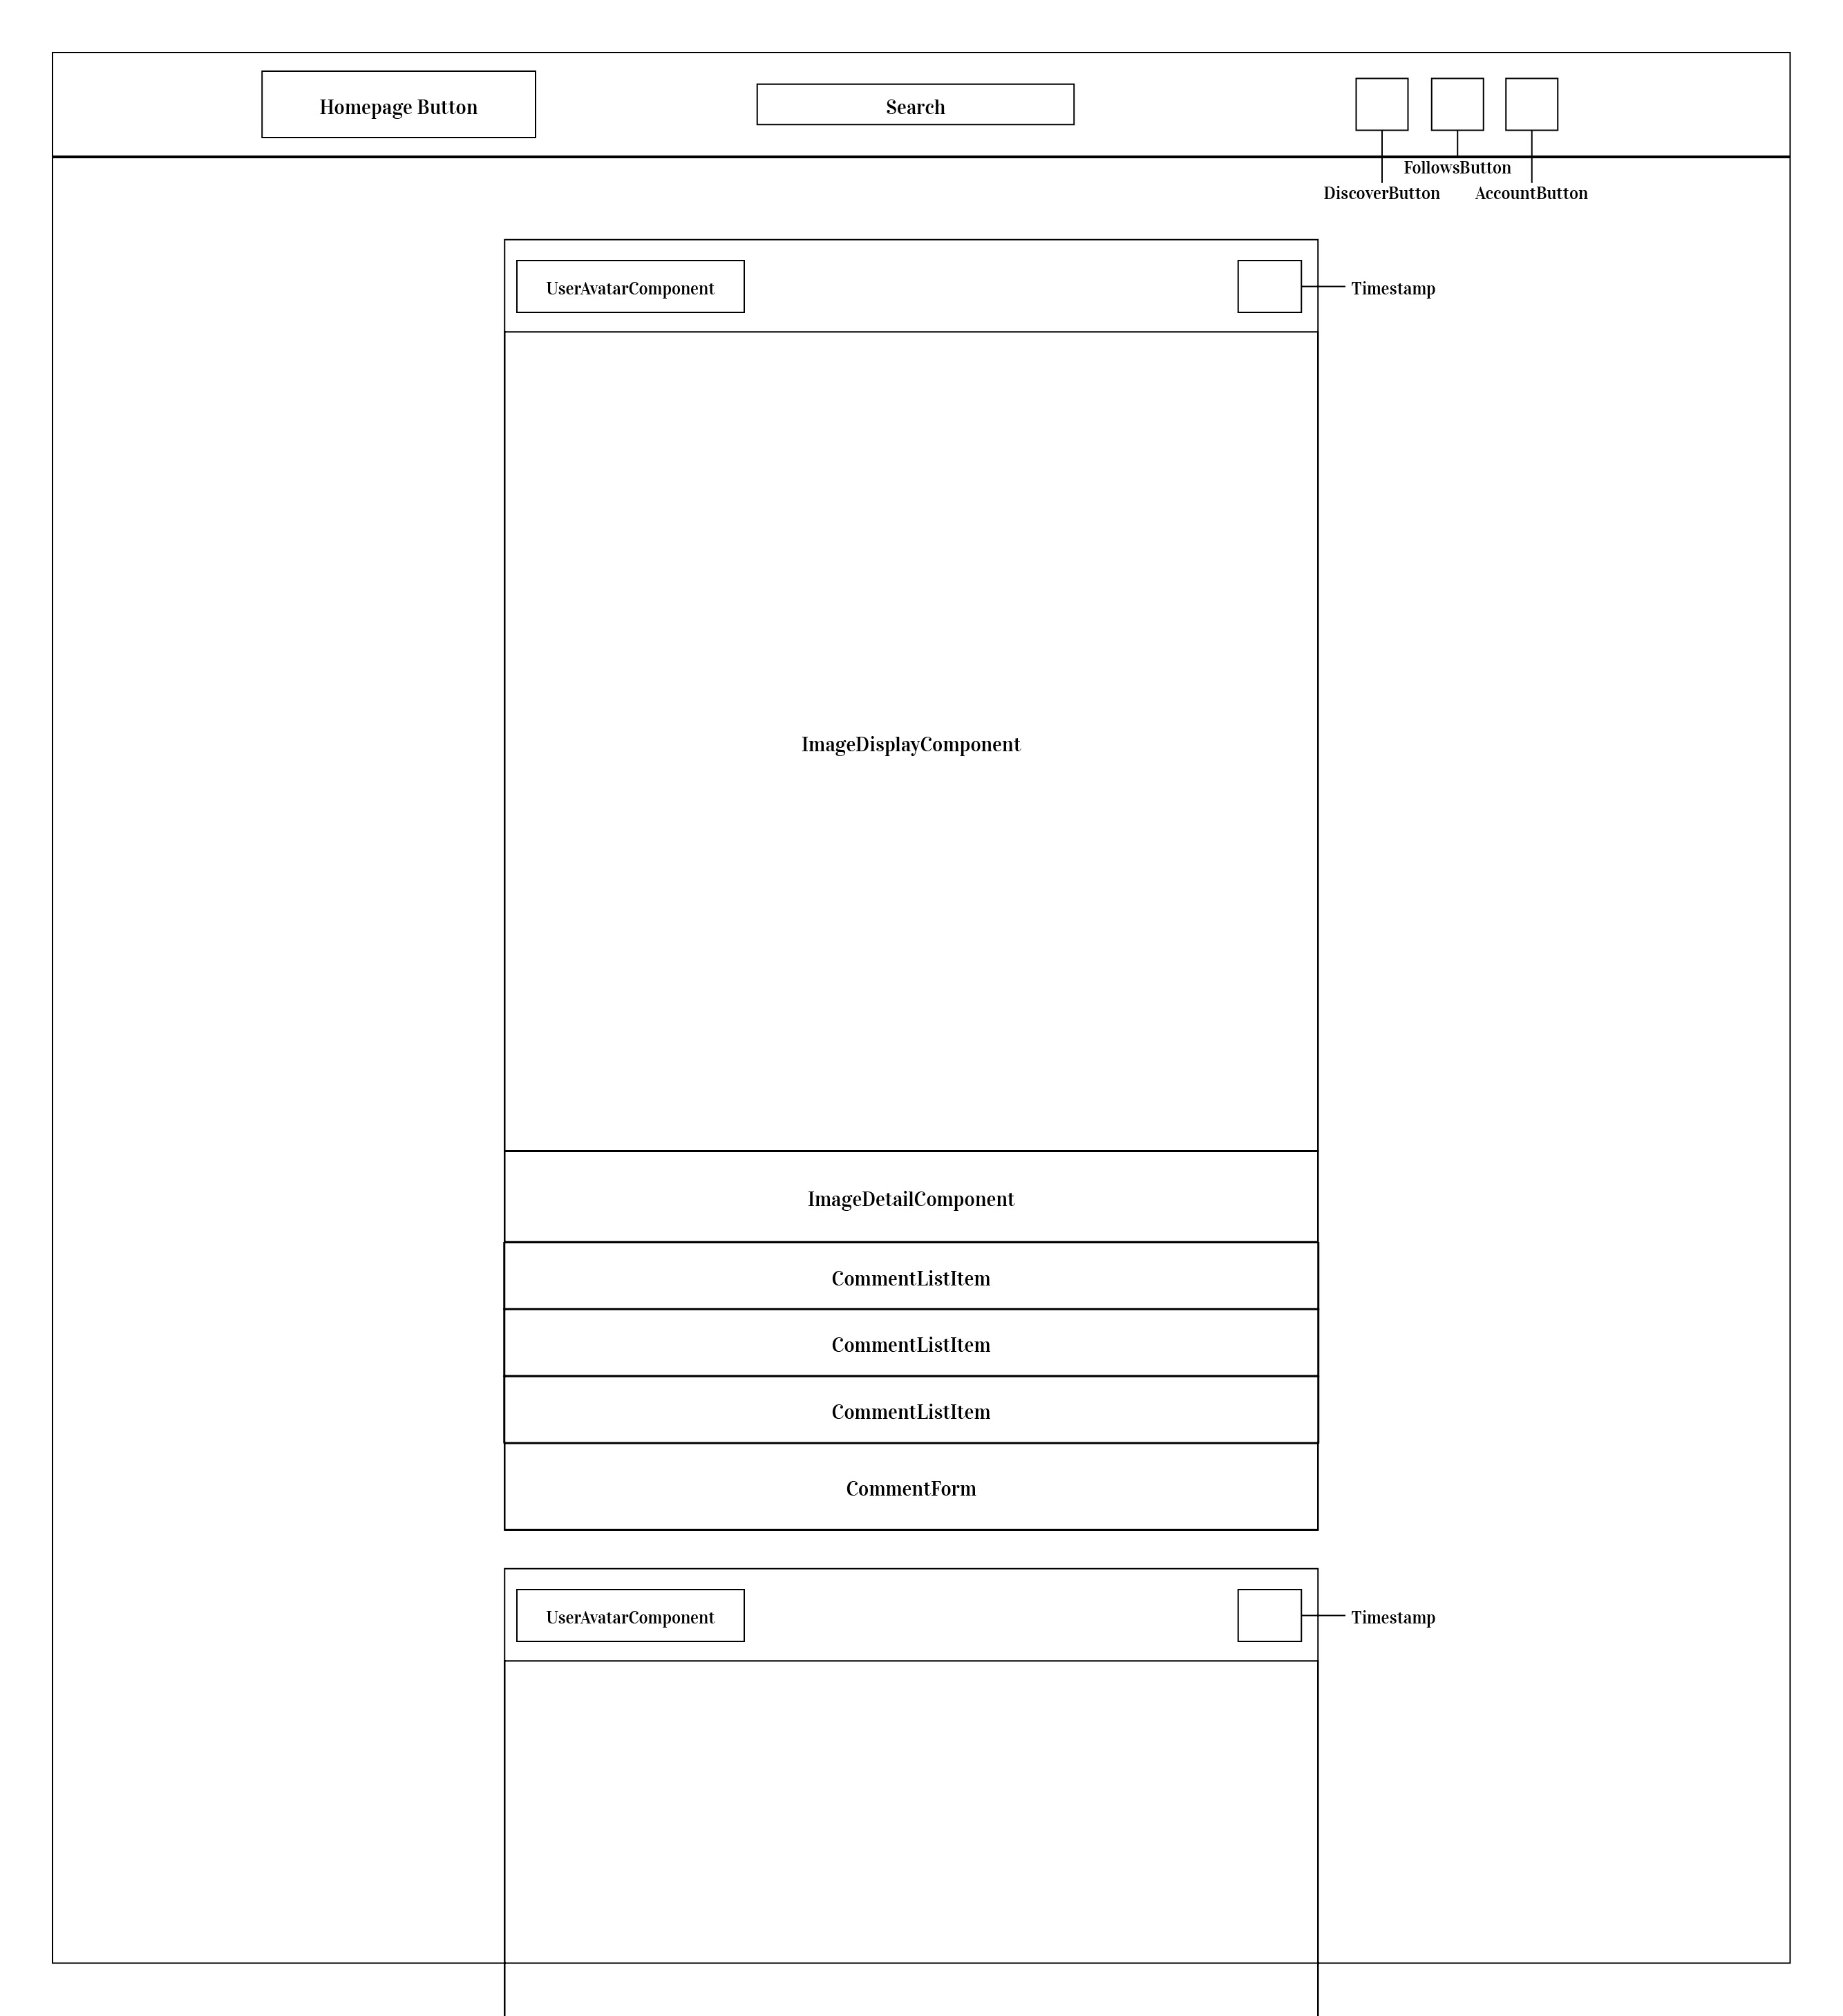 Homepage Button
Search
FollowsButton
DiscoverButton
AccountButton
UserAvatarComponent
Timestamp
ImageDisplayComponent
ImageDetailComponent
CommentListItem
CommentListItem
CommentListItem
CommentForm
UserAvatarComponent
Timestamp